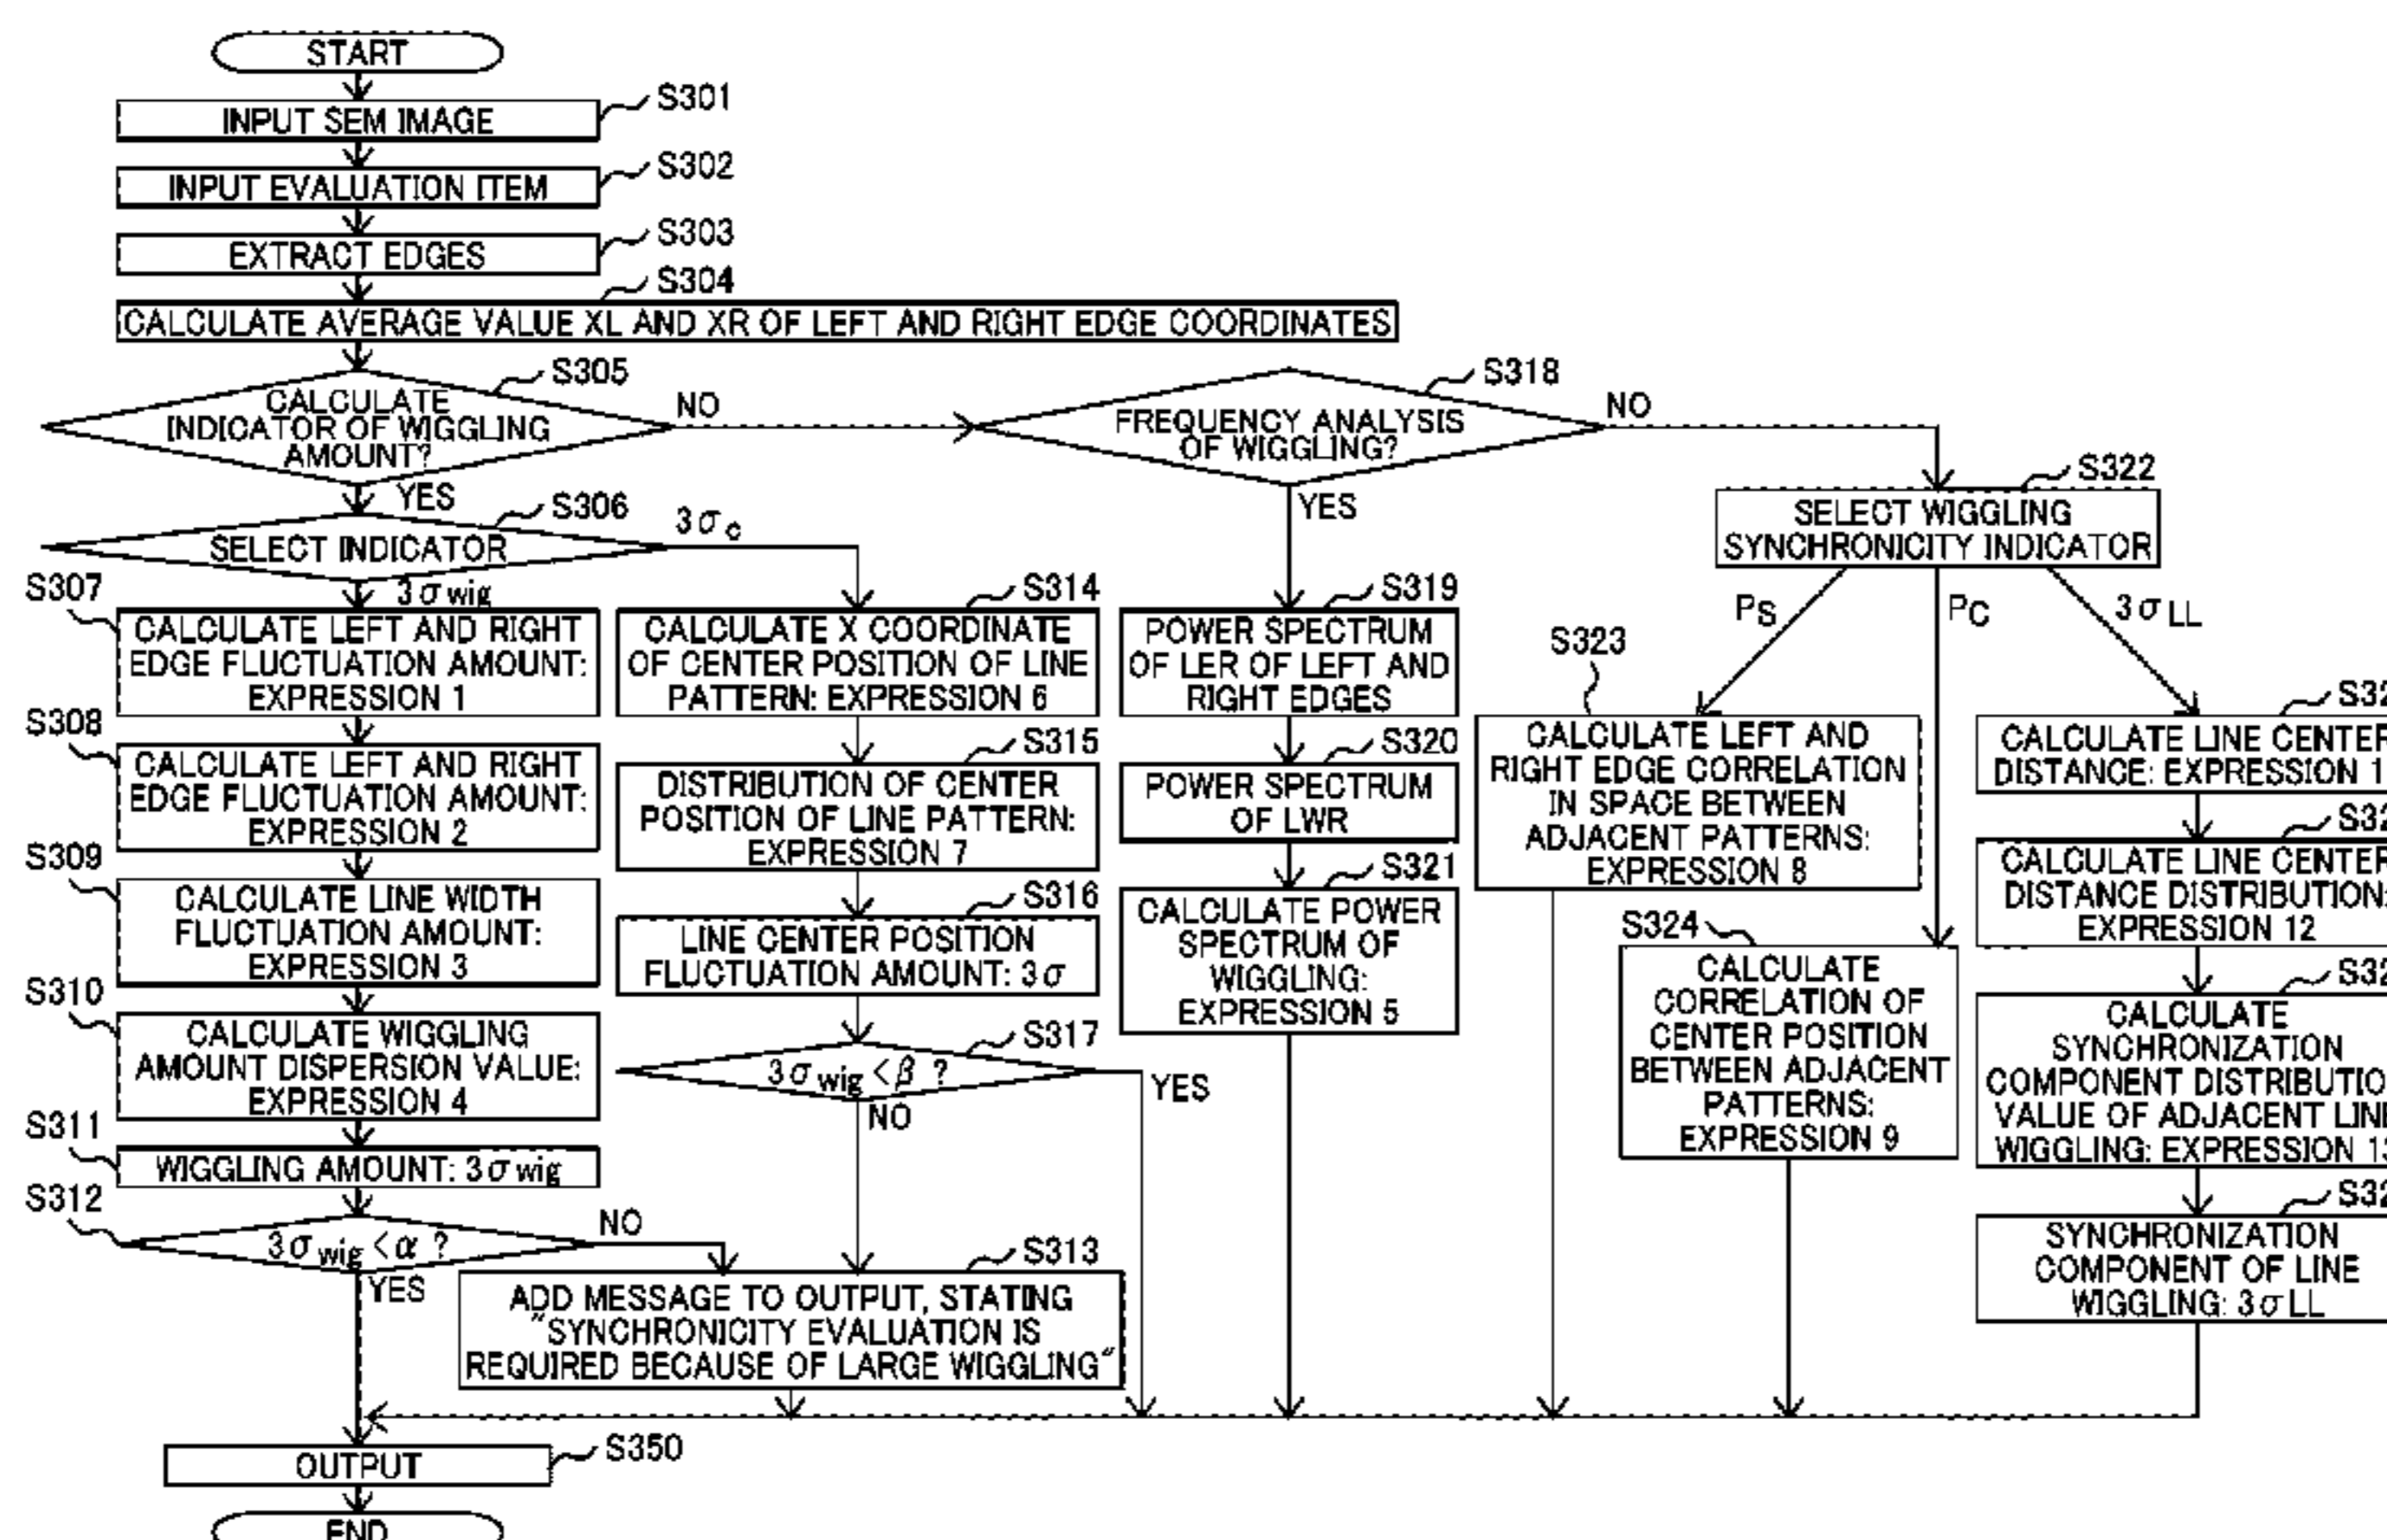 START
S301
INPUT SEM IMAGE
S302
INPUT EVALUATION ITEM
S303
EXTRACT EDGES
S304
CALCULATE AVERAGE VALUE XL AND XR OF LEFT AND RIGHT EDGE COORDINATES
S305
CALCULATE
INDICATOR OF WIGGLING
AMOUNT?
NO
YES
S306
SELECT INDICATOR
3σc
3σwig
S307
CALCULATE LEFT AND RIGHT
EDGE FLUCTUATION AMOUNT:
EXPRESSION 1
S308
CALCULATE LEFT AND RIGHT
EDGE FLUCTUATION AMOUNT:
EXPRESSION 2
S309
CALCULATE LINE WIDTH
FLUCTUATION AMOUNT:
EXPRESSION 3
S310
CALCULATE WIGGLING
AMOUNT DISPERSION VALUE:
EXPRESSION 4
S311
WIGGLING AMOUNT: 3σwig
S312
3σwig<α ?
NO
YES
S314
CALCULATE X COORDINATE
OF CENTER POSITION OF LINE
PATTERN: EXPRESSION 6
S315
DISTRIBUTION OF CENTER
POSITION OF LINE PATTERN:
EXPRESSION 7
S316
LINE CENTER POSITION
FLUCTUATION AMOUNT: 3σ
S317
3σwig<β ?
YES
NO
S313
ADD MESSAGE TO OUTPUT, STATING
"SYNCHRONICITY EVALUATION IS
REQUIRED BECAUSE OF LARGE WIGGLING"
S318
FREQUENCY ANALYSIS
OF WIGGLING?
NO
YES
S319
POWER SPECTRUM
OF LER OF LEFT AND
RIGHT EDGES
S320
POWER SPECTRUM
OF LWR
S321
CALCULATE POWER
SPECTRUM OF
WIGGLING:
EXPRESSION 5
S322
SELECT WIGGLING
SYNCHRONICITY INDICATOR
PS
PC
3σLL
S323
CALCULATE LEFT AND
RIGHT EDGE CORRELATION
IN SPACE BETWEEN
ADJACENT PATTERNS:
EXPRESSION 8
S324
CALCULATE
CORRELATION OF
CENTER POSITION
BETWEEN ADJACENT
PATTERNS:
EXPRESSION 9
CALCULATE LINE CENTER
DISTANCE: EXPRESSION
CALCULATE LINE CENTER
DISTANCE DISTRIBUTION:
EXPRESSION 12
CALCULATE
SYNCHRONIZATION
COMPONENT
VALUE OF ADJACENT LINE
WIGGLING: EXPRESSION
SYNCHRONIZATION
COMPONENT OF LINE
WIGGLING: 3σLL
S350
OUTPUT
END